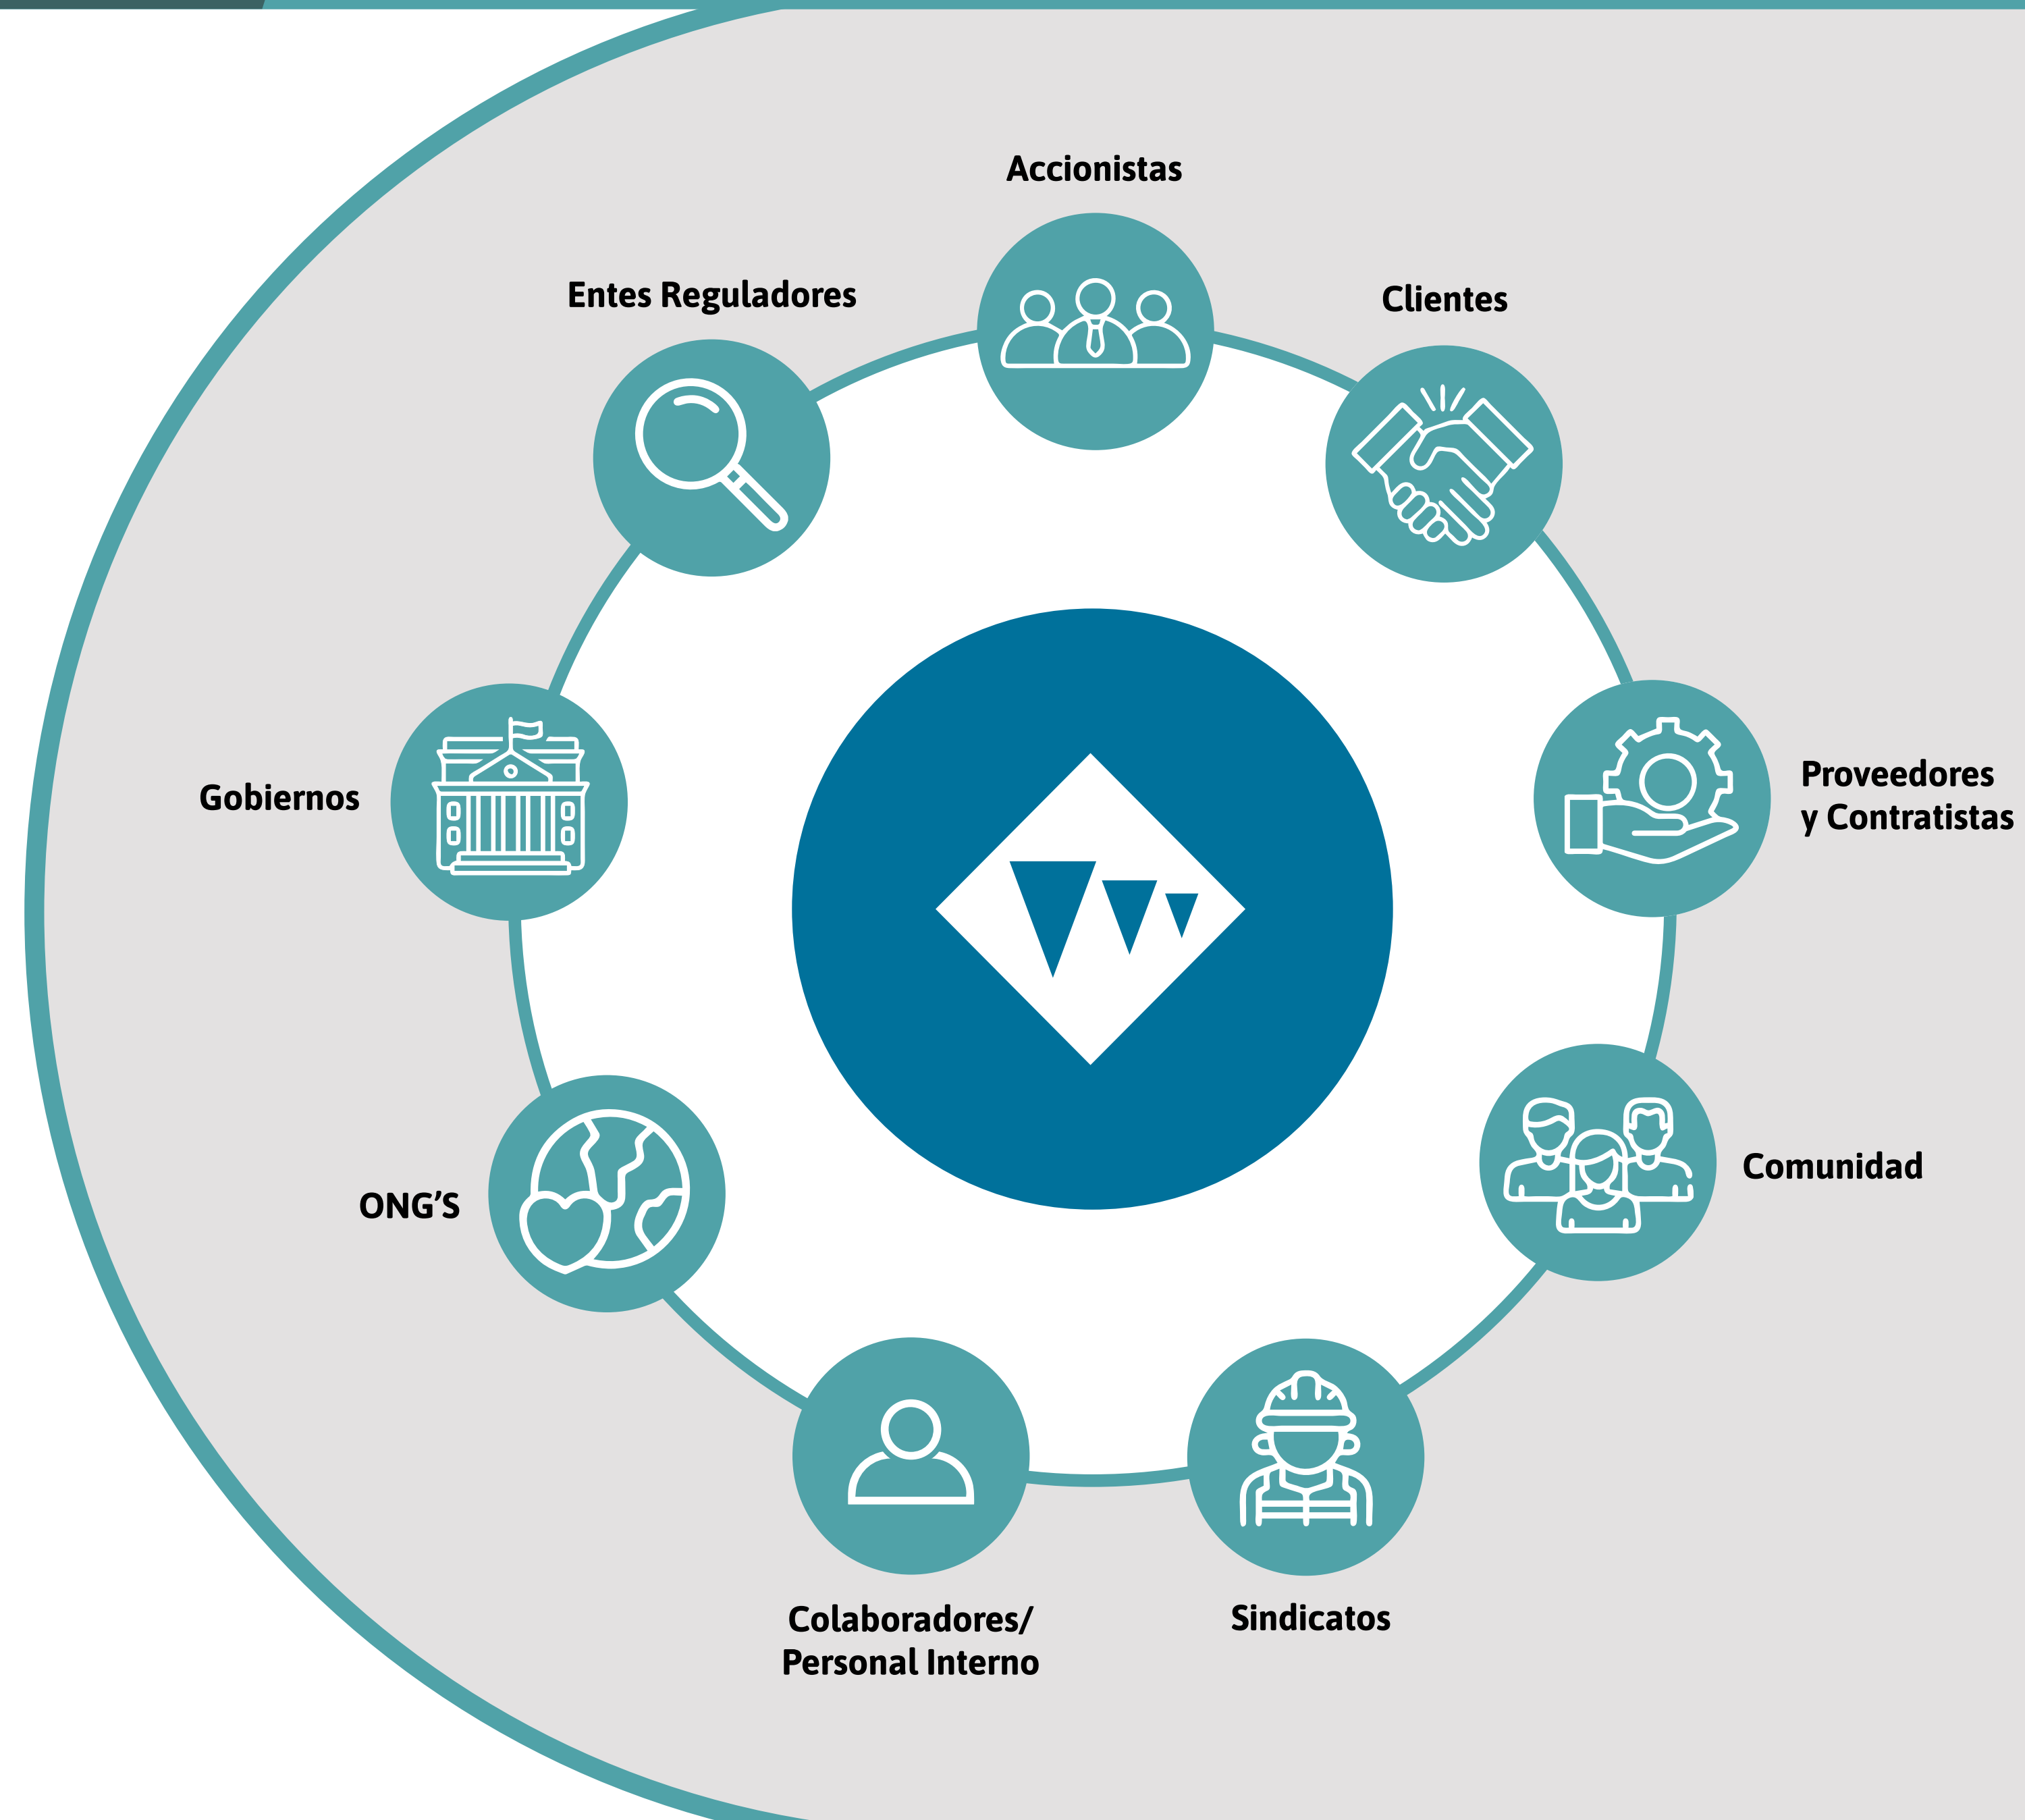 Accionistas
Entes Reguladores
Clientes
Gobiernos
Proveedores
y Contratistas
Comunidad
ONG’S
Colaboradores/
Personal Interno
Sindicatos